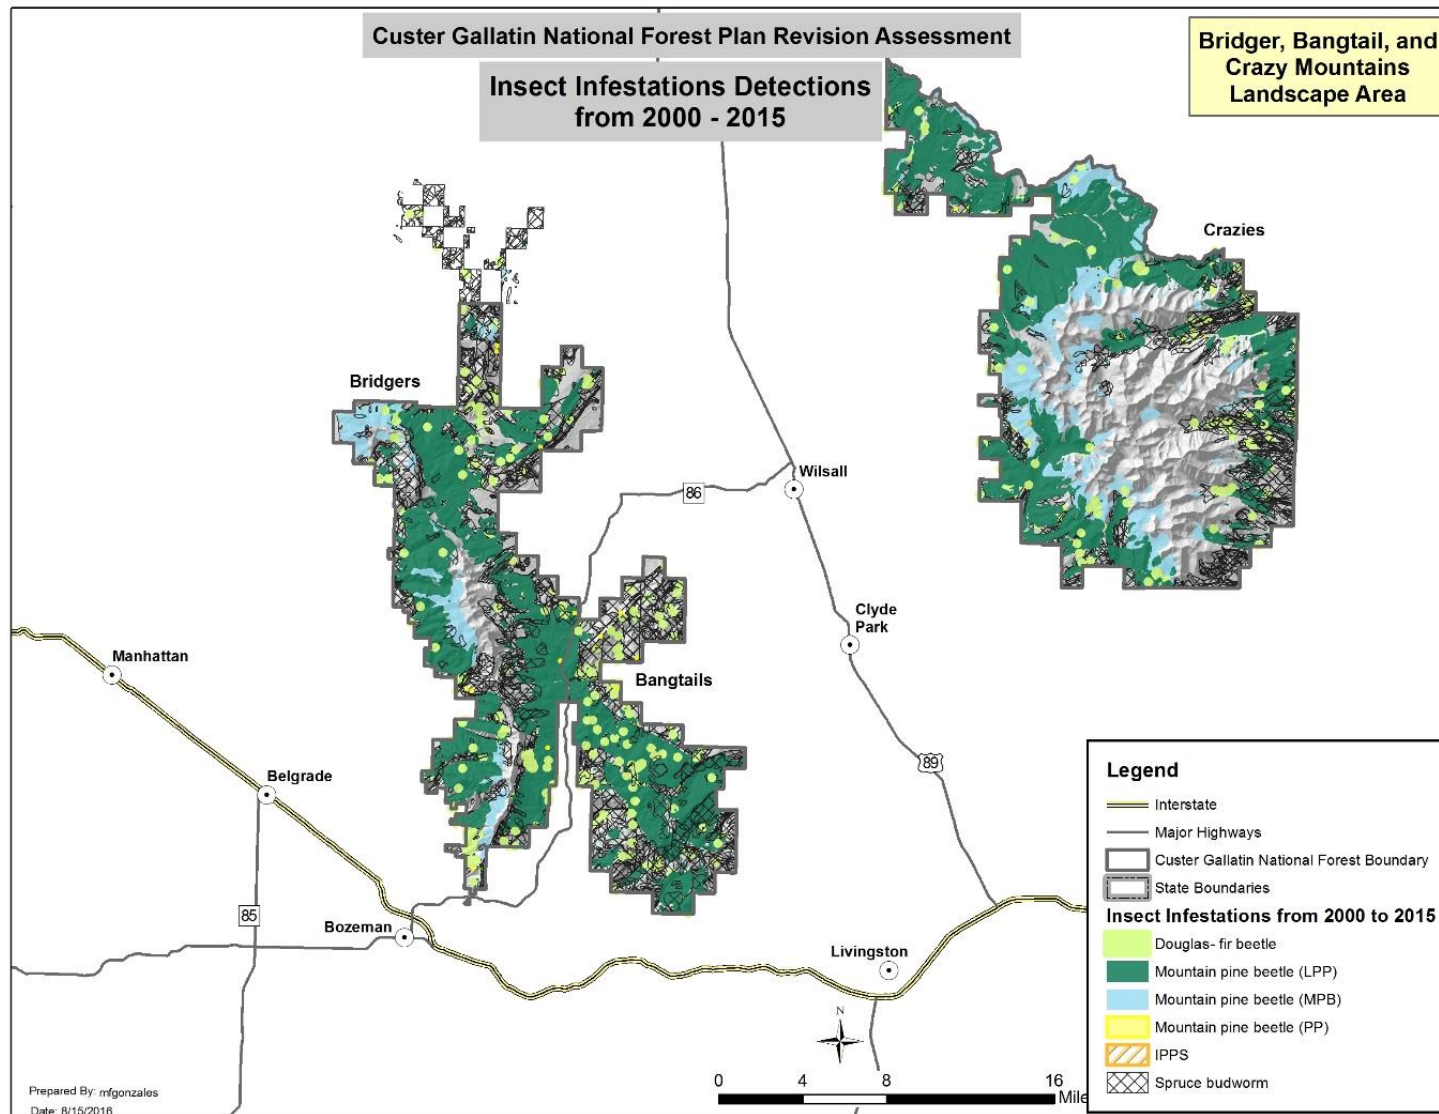 Custer Gallatin National Forest Plan Revision Assessment
Insect Infestations Detections
from 2000 - 2015
Bridger, Bangtail, and
Crazy Mountains
Landscape Area
Crazies
Bridgers
Wilsall
86
Clyde
Park
Manhattan
Bangtails
89
Belgrade
85
Bozeman
Livingston
Legend
Interstate
Major Highways
Custer Gallatin National Forest Boundary
State Boundaries
Insect Infestations from 2000 to 2015
Douglas- fir beetle
Mountain pine beetle (LPP)
Mountain pine beetle (MPB)
Mountain pine beetle (PP)
IPPS
Spruce budworm
N
0 4 8 16
Mile
Prepared By: mfgonzales
Date: 8/15/2016